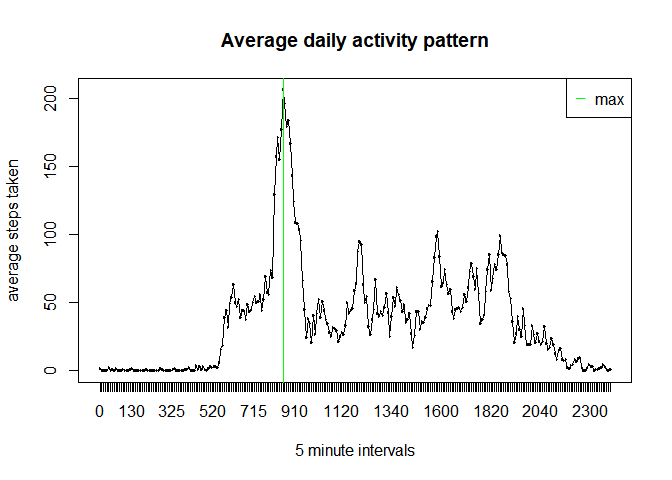 Average daily activity pattern
max
average steps taken
0
50
100
150
200
0 130 325 520 715 910 1120 1340 1600 1820 2040 2300
5 minute intervals